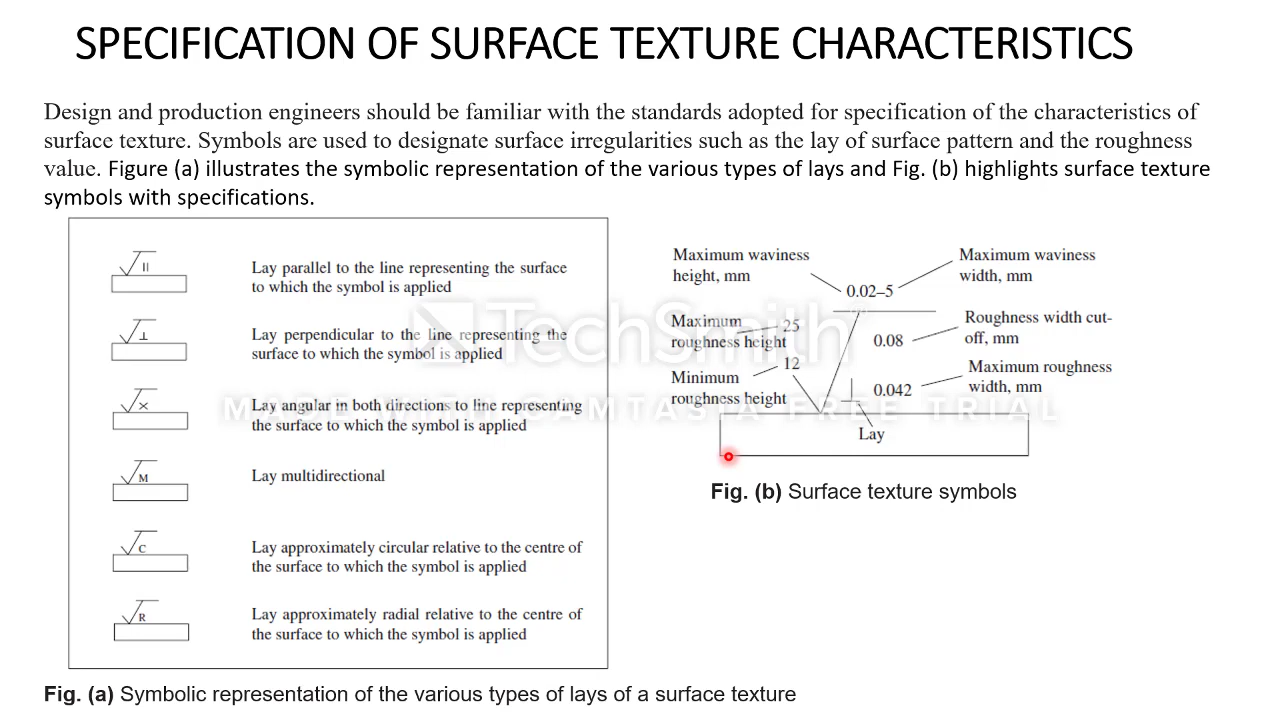 SPECIFICATION OF SURFACE TEXTURE CHARACTERISTICS
Design and production engineers should be familiar with the standards adopted for specification of the characteristics of
surface texture. Symbols are used to designate surface irregularities such as the lay of surface pattern and the roughness
value. Figure (a) illustrates the symbolic representation of the various types of lays and Fig. (b) highlights surface texture
symbols with specifications.
||
Lay parallel to the line representing the surface
to which the symbol is applied
⊥
Lay perpendicular to the line representing the
surface to which the symbol is applied
×
Lay angular in both directions to line representing
the surface to which the symbol is applied
M
Lay multidirectional
C
Lay approximately circular relative to the centre of
the surface to which the symbol is applied
R
Lay approximately radial relative to the centre of
the surface to which the symbol is applied
Fig. (a) Symbolic representation of the various types of lays of a surface texture
Maximum waviness
height, mm
Maximum waviness
width, mm
0.02–5
Maximum
roughness height
25
Roughness width cut-
off, mm
0.08
12
Minimum
roughness height
Maximum roughness
width, mm
0.042
⊥
Lay
Fig. (b) Surface texture symbols
TechSmith
MADE WITH CAMTASIA FREE TRIAL